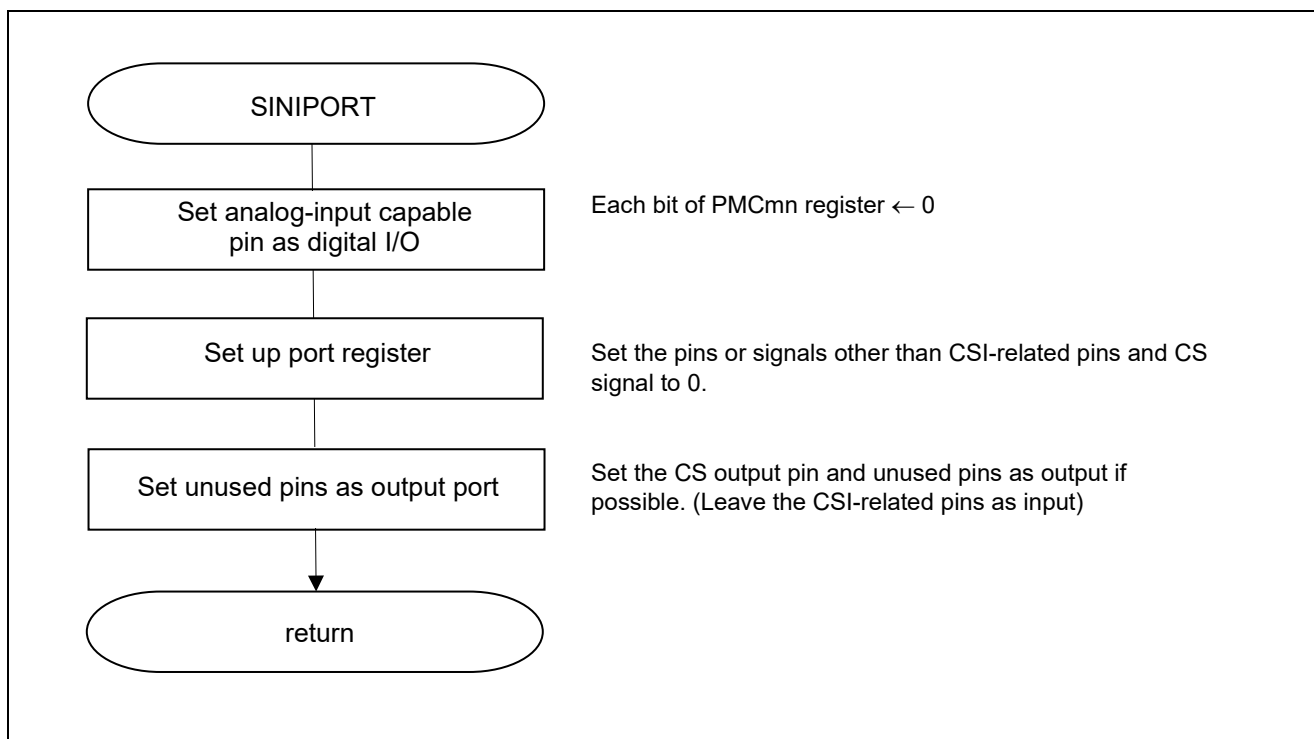 SINIPORT
Set analog-input capable
pin as digital I/O
Each bit of PMCmn register ← 0
Set up port register
Set the pins or signals other than CSI-related pins and CS
signal to 0.
Set unused pins as output port
Set the CS output pin and unused pins as output if
possible. (Leave the CSI-related pins as input)
return